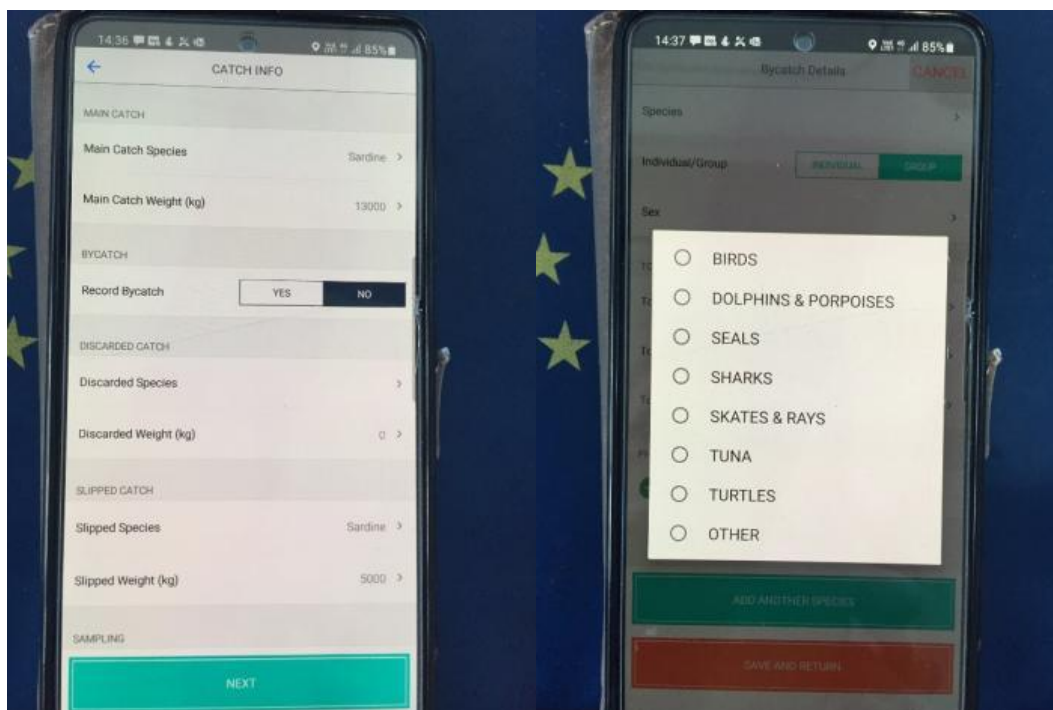 14:36
85%
CATCH INFO
MAIN CATCH
Main Catch Species Sardine
Main Catch Weight (kg) 13000
BYCATCH
Record Bycatch YES NO
DISCARDED CATCH
Discarded Species
Discarded Weight (kg) 0
SLIPPED CATCH
Slipped Species Sardine
Slipped Weight (kg) 5000
SAMPLING
NEXT
14:37
85%
Bycatch Details CANCEL
Species
Individual/Group INDIVIDUAL GROUP
Sex
BIRDS
DOLPHINS & PORPOISES
SEALS
SHARKS
SKATES & RAYS
TUNA
TURTLES
OTHER
ADD ANOTHER SPECIES
SAVE AND RETURN